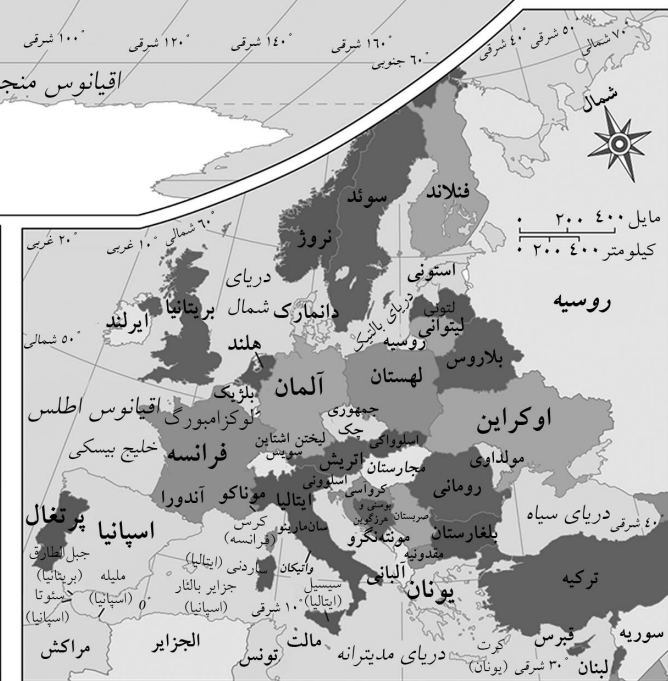 ۱۰۰° شرقی
۱۲۰° شرقی
۱۴۰° شرقی
۱۶۰° شرقی
۶۰° جنوبی
۴۰° شرقی
۵۰° شرقی
۷۰° شمالی
اقیانوس منج
شمال
۰ ۲۰۰ ۴۰۰ مایل
۰ ۲۰۰ ۴۰۰ کیلومتر
۲۰° غربی
۱۰° غربی
۶۰° شمالی
سوئد
فنلاند
نروژ
استونی
روسیه
دریای
شمال
دانمارک
دریای بالتیک
لتونی
لیتوانی
روسیه
بریتانیا
ایرلند
هلند
۵۰° شمالی
بلاروس
لهستان
آلمان
بلژیک
لوکزامبورگ
اقیانوس اطلس
جمهوری
چک
اوکراین
خلیج بیسکی
فرانسه
لیختن اشتاین
سویس
اسلواکی
اتریش
مجارستان
مولداوی
رومانی
اسلوونی
کرواسی
آندورا
موناکو
ایتالیا
بوسنی و
هرزگوین
صربستان
دریای سیاه
۴۰° شرقی
پرتغال
اسپانیا
کرس
(فرانسه)
سان‌مارینو
مونته‌نگرو
بلغارستان
مقدونیه
جبل‌الطارق
(بریتانیا)
سئوتا
(اسپانیا)
ملیله
(اسپانیا)
۰°
ساردنی (ایتالیا)
جزایر بالئار
(اسپانیا)
واتیکان
آلبانی
یونان
ترکیه
سیسیل
(ایتالیا)
۱۰° شرقی
مراکش
الجزایر
تونس
مالت
دریای مدیترانه
کرت
(یونان)
۳۰° شرقی
قبرس
لبنان
سوریه